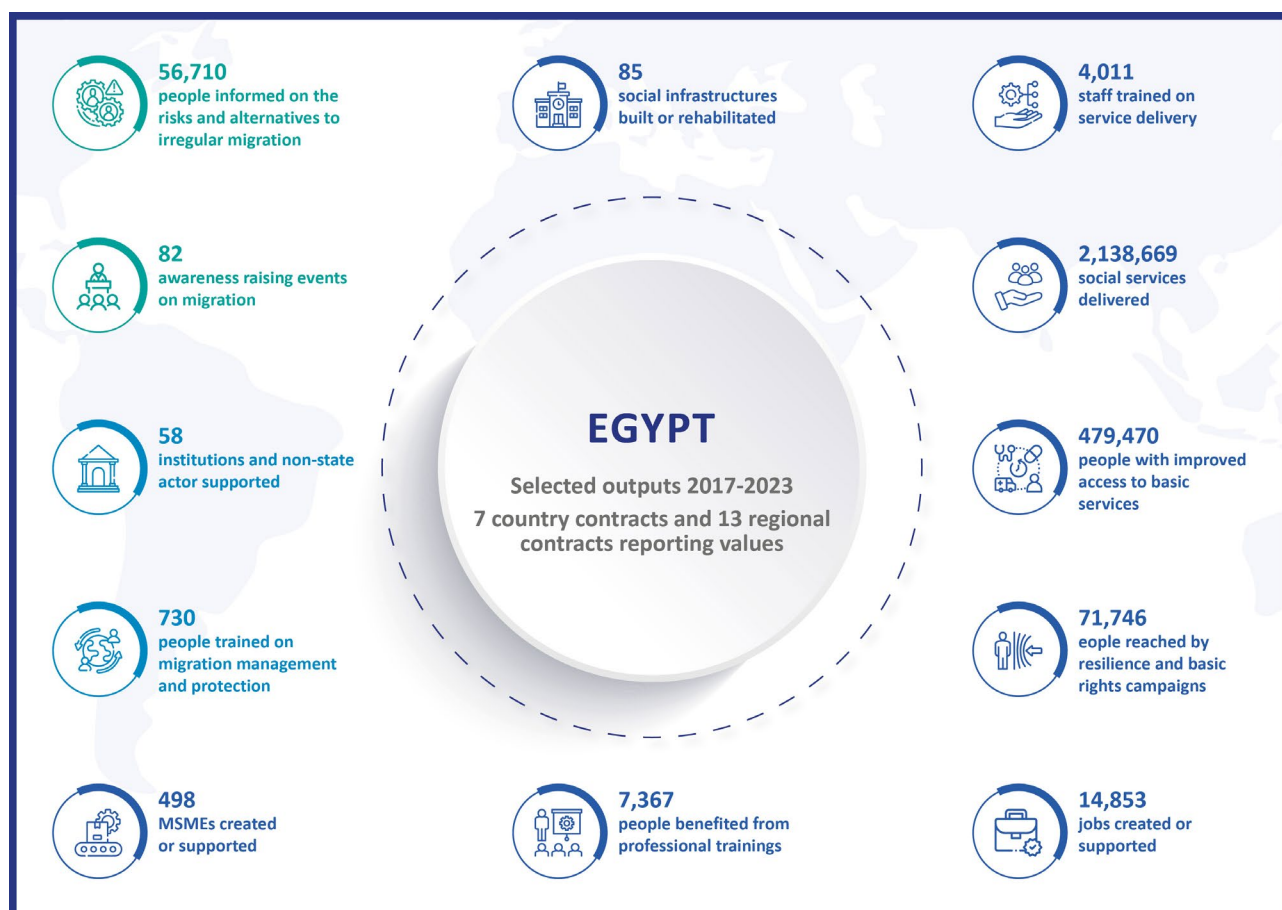 56,710
people informed on the
risks and alternatives to
irregular migration
85
social infrastructures
built or rehabilitated
4,011
staff trained on
service delivery
82
awareness raising events
on migration
2,138,669
social services
delivered
EGYPT
Selected outputs 2017-2023
7 country contracts and 13 regional
contracts reporting values
58
institutions and non-state
actor supported
479,470
people with improved
access to basic
services
730
people trained on
migration management
and protection
71,746
eople reached by
resilience and basic
rights campaigns
498
MSMEs created
or supported
7,367
people benefited from
professional trainings
14,853
jobs created or
supported